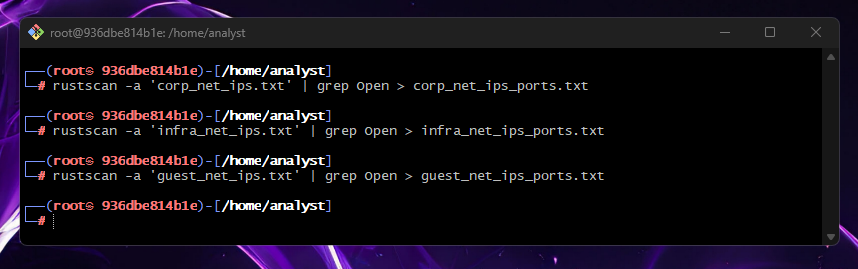 root@936dbe814b1e: /home/analyst
┌──(root㉿ 936dbe814b1e)-[/home/analyst]
└─# rustscan -a 'corp_net_ips.txt' | grep Open > corp_net_ips_ports.txt
┌──(root㉿ 936dbe814b1e)-[/home/analyst]
└─# rustscan -a 'infra_net_ips.txt' | grep Open > infra_net_ips_ports.txt
┌──(root㉿ 936dbe814b1e)-[/home/analyst]
└─# rustscan -a 'guest_net_ips.txt' | grep Open > guest_net_ips_ports.txt
┌──(root㉿ 936dbe814b1e)-[/home/analyst]
└─#